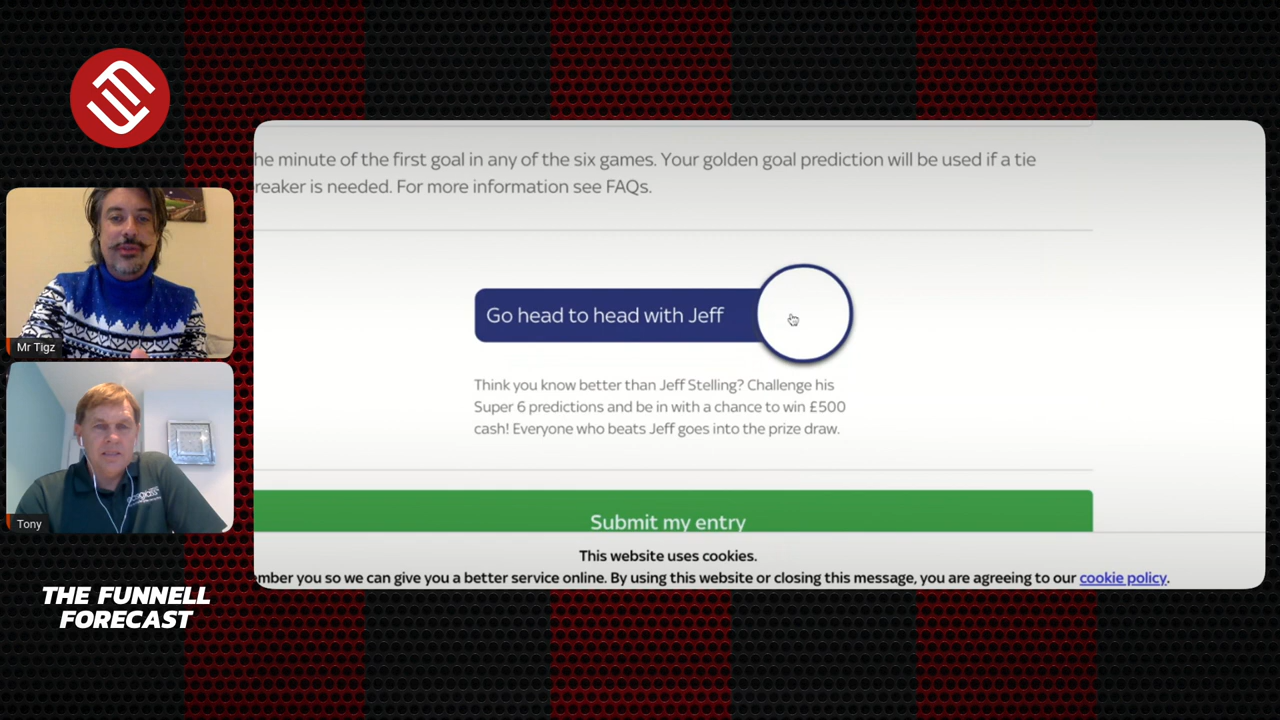 he minute of the first goal in any of the six games. Your golden goal prediction will be used if a tie
reaker is needed. For more information see FAQs.
Go head to head with Jeff
Think you know better than Jeff Stelling? Challenge his
Super 6 predictions and be in with a chance to win £500
cash! Everyone who beats Jeff goes into the prize draw.
Submit my entry
This website uses cookies.
mber you so we can give you a better service online. By using this website or closing this message, you are agreeing to our cookie policy.
Mr Tigz
Tony
THE FUNNELL
FORECAST